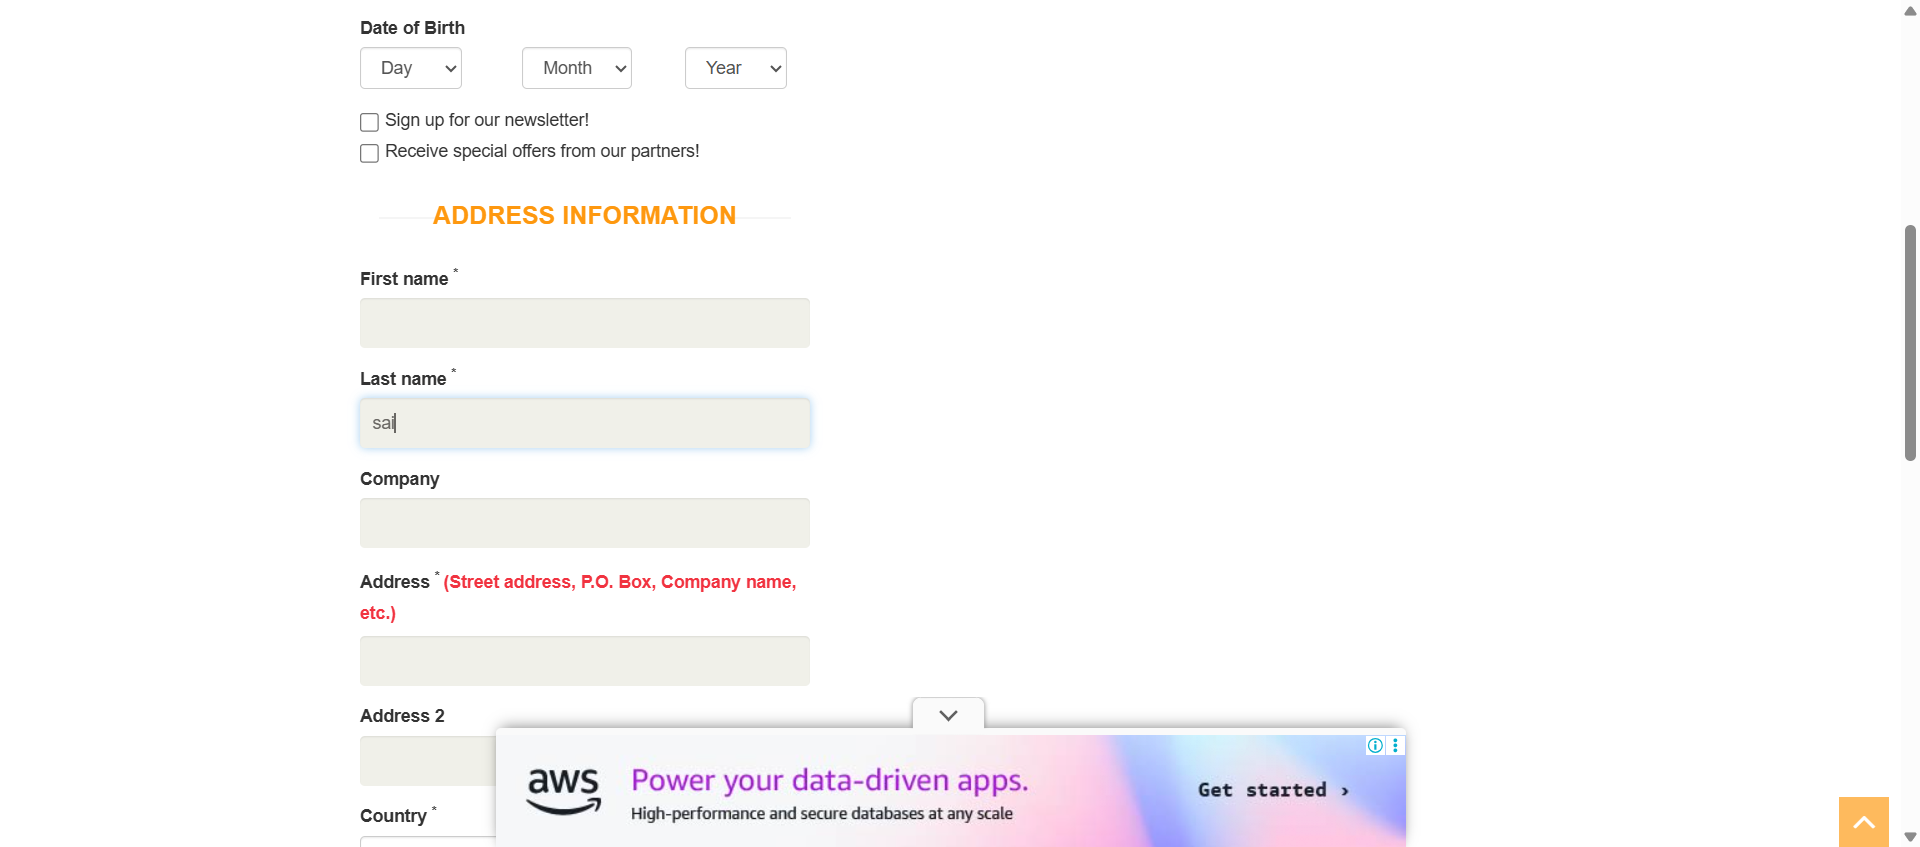 Date of Birth
Day Month Year
Sign up for our newsletter!
Receive special offers from our partners!
ADDRESS INFORMATION
First name *
Last name *
sai
Company
Address * (Street address, P.O. Box, Company name,
etc.)
Address 2
Country *
aws
Power your data-driven apps.
High-performance and secure databases at any scale
Get started ›